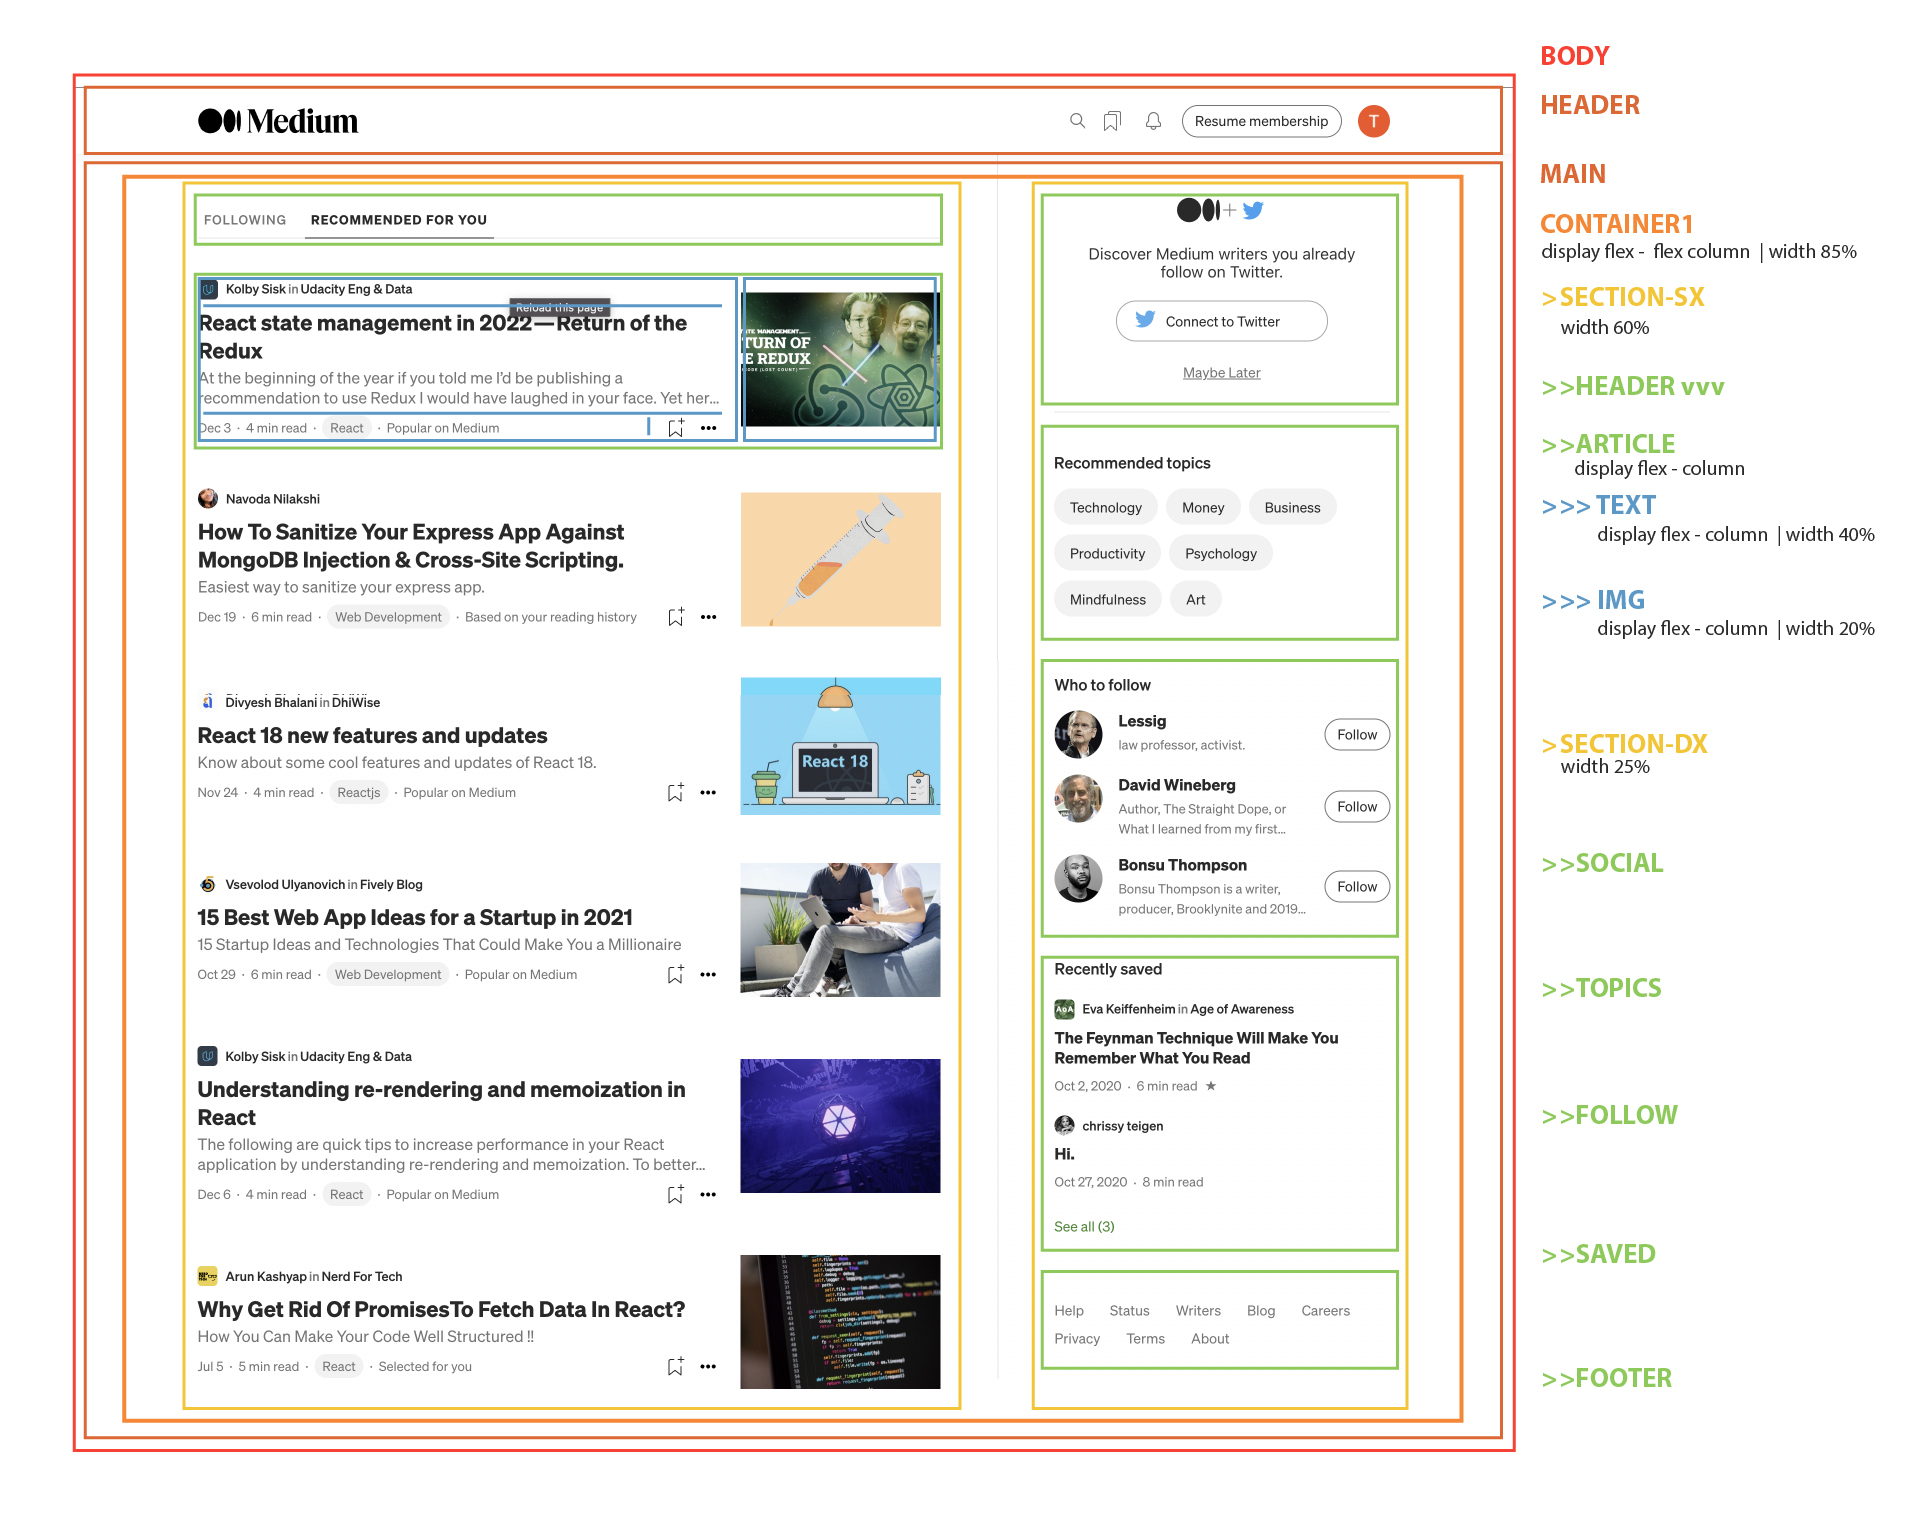 BODY
HEADER
MAIN
CONTAINER1
display flex - flex column | width 85%
>SECTION-SX
width 60%
>>HEADER vvv
>>ARTICLE
display flex - column
>>> TEXT
display flex - column | width 40%
>>> IMG
display flex - column | width 20%
>SECTION-DX
width 25%
>>SOCIAL
>>TOPICS
>>FOLLOW
>>SAVED
>>FOOTER
Medium
Resume membership
T
FOLLOWING
RECOMMENDED FOR YOU
Kolby Sisk in Udacity Eng & Data
Reload this page
React state management in 2022—Return of the
Redux
At the beginning of the year if you told me I'd be publishing a
recommendation to use Redux I would have laughed in your face. Yet her...
Dec 3 · 4 min read · React · Popular on Medium
TATE MANAGEMENT
TURN OF
E REDUX
(LOST COUNT)
Navoda Nilakshi
How To Sanitize Your Express App Against
MongoDB Injection & Cross-Site Scripting.
Easiest way to sanitize your express app.
Dec 19 · 6 min read · Web Development · Based on your reading history
Divyesh Bhalani in DhiWise
React 18 new features and updates
Know about some cool features and updates of React 18.
Nov 24 · 4 min read · Reactjs · Popular on Medium
React 18
Vsevolod Ulyanovich in Fively Blog
15 Best Web App Ideas for a Startup in 2021
15 Startup Ideas and Technologies That Could Make You a Millionaire
Oct 29 · 6 min read · Web Development · Popular on Medium
Kolby Sisk in Udacity Eng & Data
Understanding re-rendering and memoization in
React
The following are quick tips to increase performance in your React
application by understanding re-rendering and memoization. To better...
Dec 6 · 4 min read · React · Popular on Medium
Arun Kashyap in Nerd For Tech
Why Get Rid Of PromisesTo Fetch Data In React?
How You Can Make Your Code Well Structured !!
Jul 5 · 5 min read · React · Selected for you
Discover Medium writers you already
follow on Twitter.
Connect to Twitter
Maybe Later
Recommended topics
Technology Money Business
Productivity Psychology
Mindfulness Art
Who to follow
Lessig
law professor, activist.
Follow
David Wineberg
Author, The Straight Dope, or
What I learned from my first...
Follow
Bonsu Thompson
Bonsu Thompson is a writer,
producer, Brooklynite and 2019...
Follow
Recently saved
AoA
Eva Keiffenheim in Age of Awareness
The Feynman Technique Will Make You
Remember What You Read
Oct 2, 2020 · 6 min read ★
chrissy teigen
Hi.
Oct 27, 2020 · 8 min read
See all (3)
Help Status Writers Blog Careers
Privacy Terms About